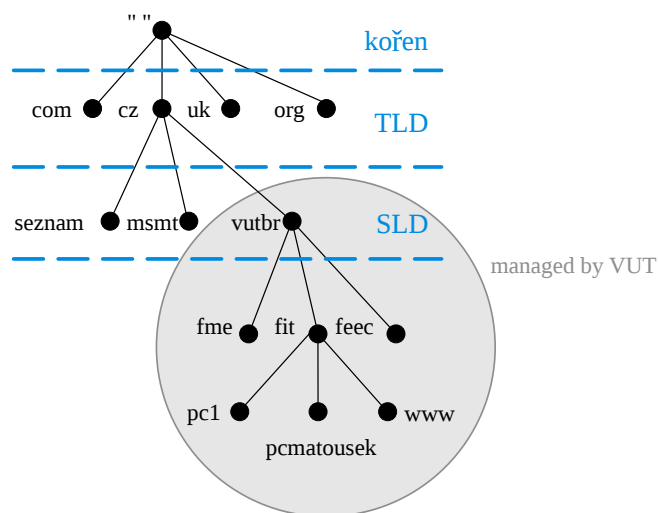 " "
kořen
com cz uk org
TLD
seznam msmt vutbr SLD
managed by VUT
fme fit feec
pc1 www
pcmatousek